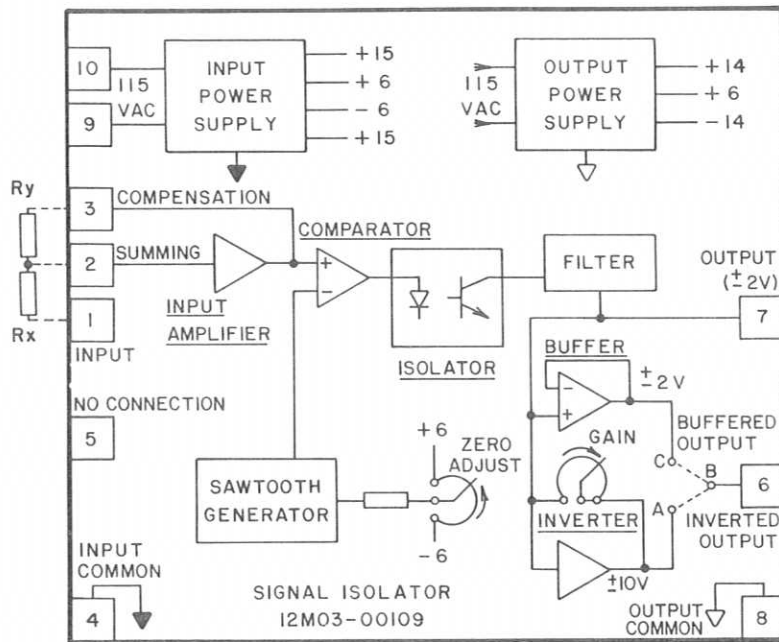 10
115
VAC
9
INPUT
POWER
SUPPLY
+15
+6
-6
+15
115
VAC
OUTPUT
POWER
SUPPLY
+14
+6
-14
Ry
3
COMPENSATION
2
SUMMING
Rx
1
INPUT
INPUT
AMPLIFIER
COMPARATOR
+
-
ISOLATOR
FILTER
OUTPUT
(±2V)
7
BUFFER
-
+
±2V
NO CONNECTION
5
SAWTOOTH
GENERATOR
+6
ZERO
ADJUST
-6
GAIN
INVERTER
±10V
BUFFERED
OUTPUT
C
B
A
6
INVERTED
OUTPUT
INPUT
COMMON
4
SIGNAL ISOLATOR
12M03-00109
OUTPUT
COMMON
8